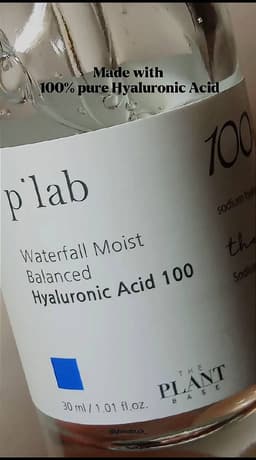 Made with
100% pure Hyaluronic Acid
p'lab
100
sodium
Waterfall Moist
Balanced
Hyaluronic Acid 100
THE
PLANT
BASE
30 ml / 1.01 fl.oz.